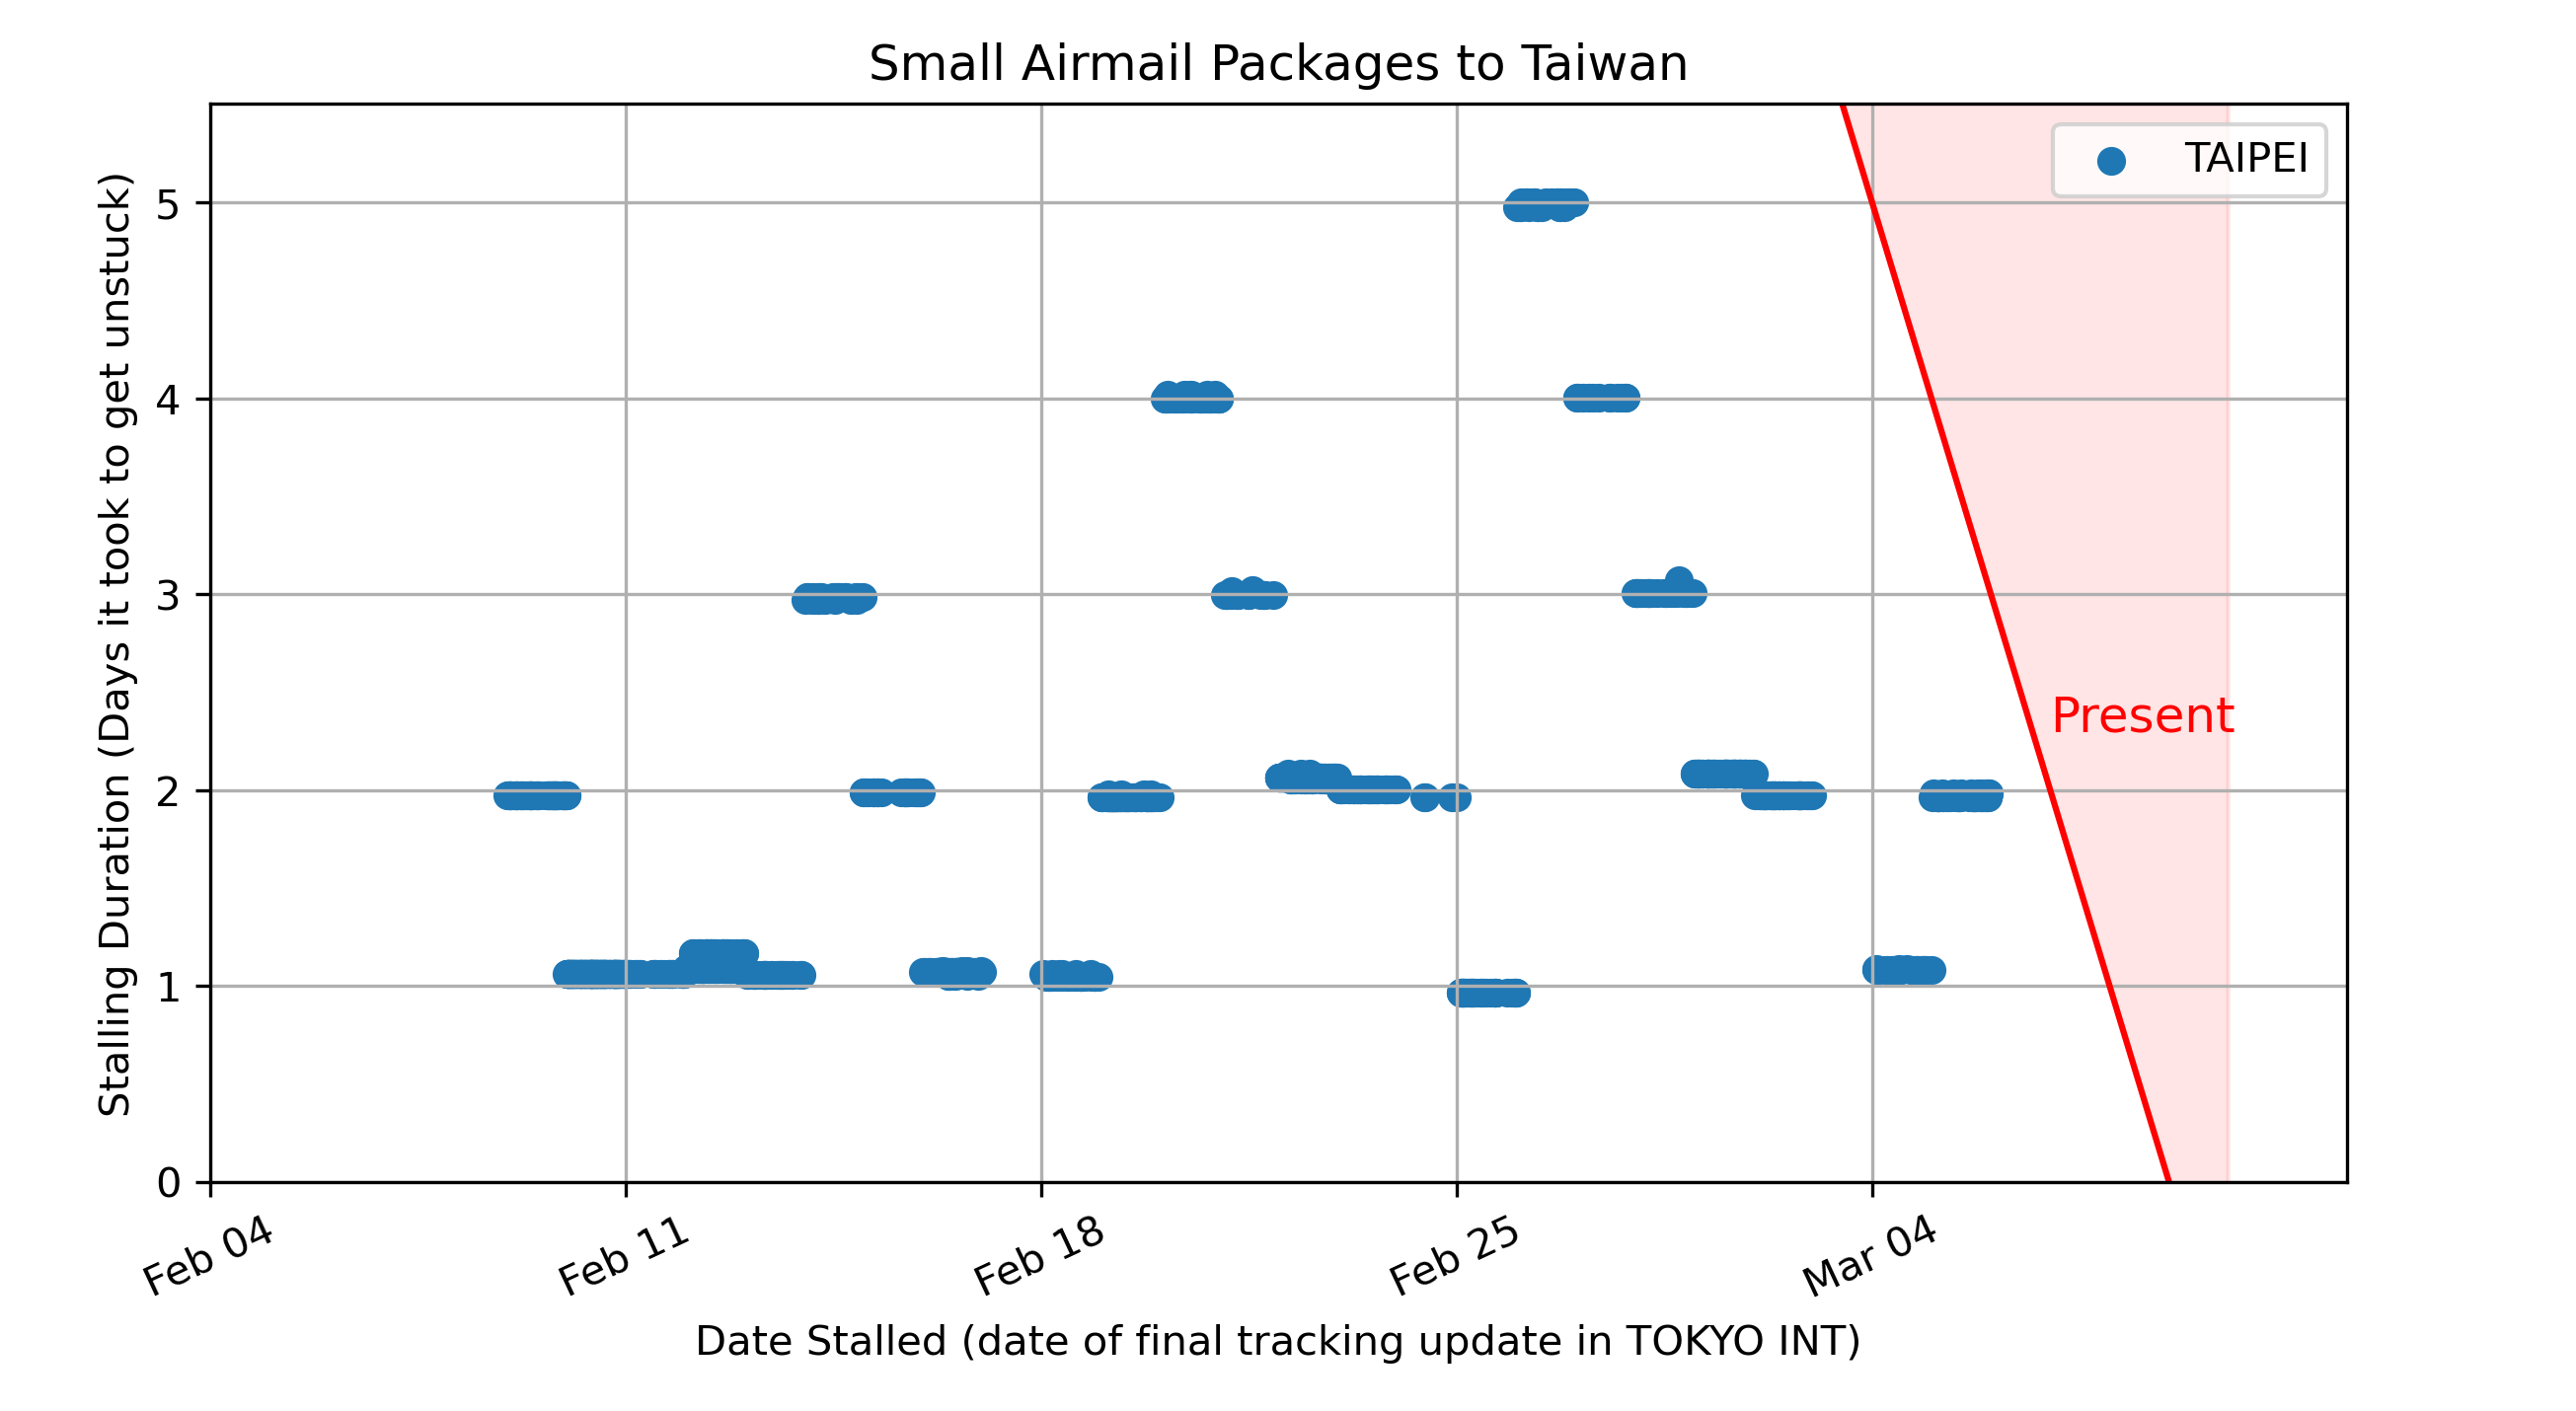 Small Airmail Packages to Taiwan
TAIPEI
Stalling Duration (Days it took to get unstuck)
5
4
3
2
1
0
Present
Feb 04
Feb 11
Feb 18
Feb 25
Mar 04
Date Stalled (date of final tracking update in TOKYO INT)